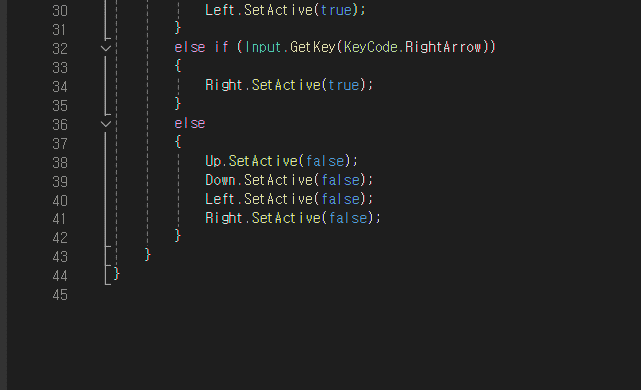 30 Left.SetActive(true);
31 }
32 else if (Input.GetKey(KeyCode.RightArrow))
33 {
34 Right.SetActive(true);
35 }
36 else
37 {
38 Up.SetActive(false);
39 Down.SetActive(false);
40 Left.SetActive(false);
41 Right.SetActive(false);
42 }
43 }
44 }
45